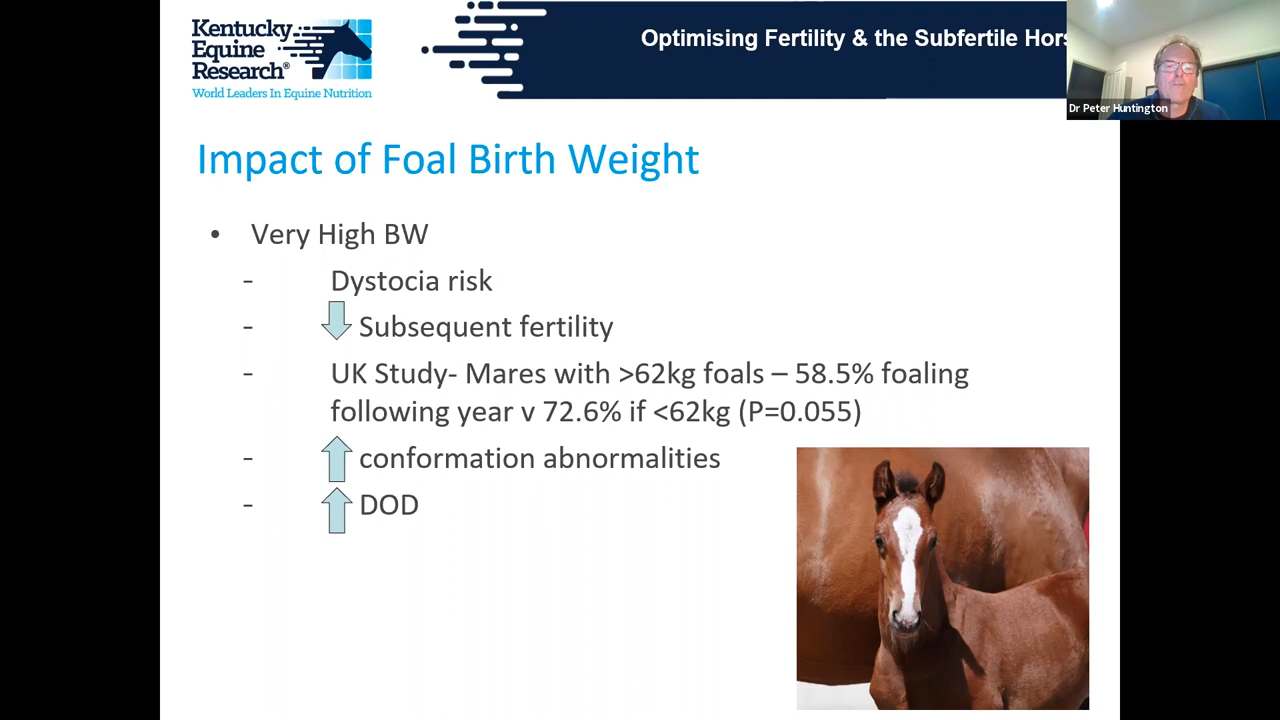 Kentucky
Equine
Research®
World Leaders In Equine Nutrition
Optimising Fertility & the Subfertile Hors
Dr Peter Huntington
Impact of Foal Birth Weight
• Very High BW
- Dystocia risk
- Subsequent fertility
- UK Study- Mares with >62kg foals – 58.5% foaling
following year v 72.6% if <62kg (P=0.055)
- conformation abnormalities
- DOD